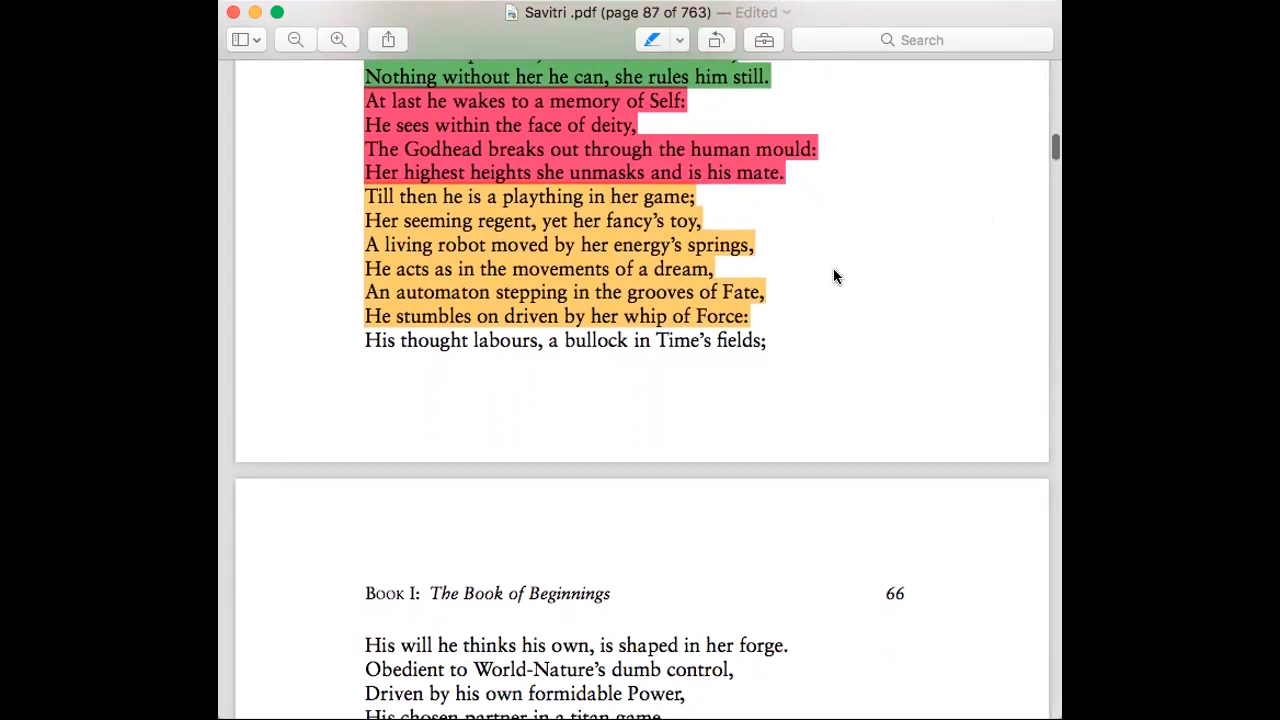 Savitri .pdf (page 87 of 763) — Edited
Search
Nothing without her he can, she rules him still.
At last he wakes to a memory of Self:
He sees within the face of deity,
The Godhead breaks out through the human mould:
Her highest heights she unmasks and is his mate.
Till then he is a plaything in her game;
Her seeming regent, yet her fancy's toy,
A living robot moved by her energy's springs,
He acts as in the movements of a dream,
An automaton stepping in the grooves of Fate,
He stumbles on driven by her whip of Force:
His thought labours, a bullock in Time's fields;
Book I: The Book of Beginnings 66
His will he thinks his own, is shaped in her forge.
Obedient to World-Nature's dumb control,
Driven by his own formidable Power,
His chosen partner in a titan game,